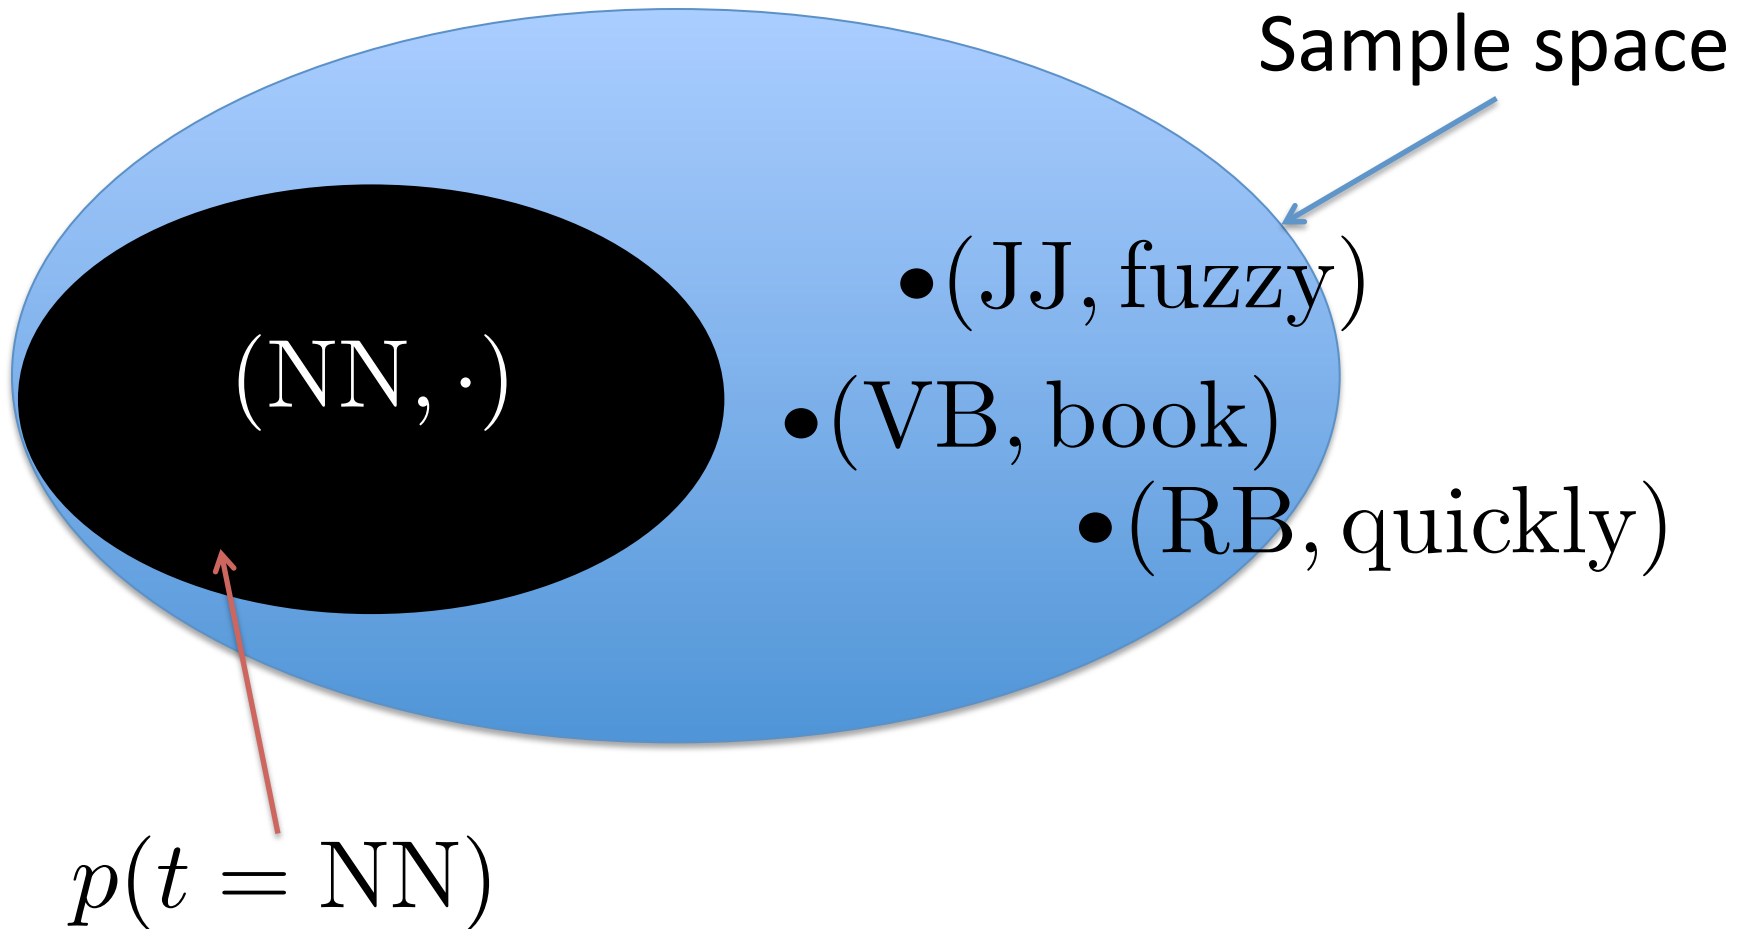 Sample space
•(JJ, fuzzy)
(NN, ·)
•(VB, book)
•(RB, quickly)
p(t = NN)